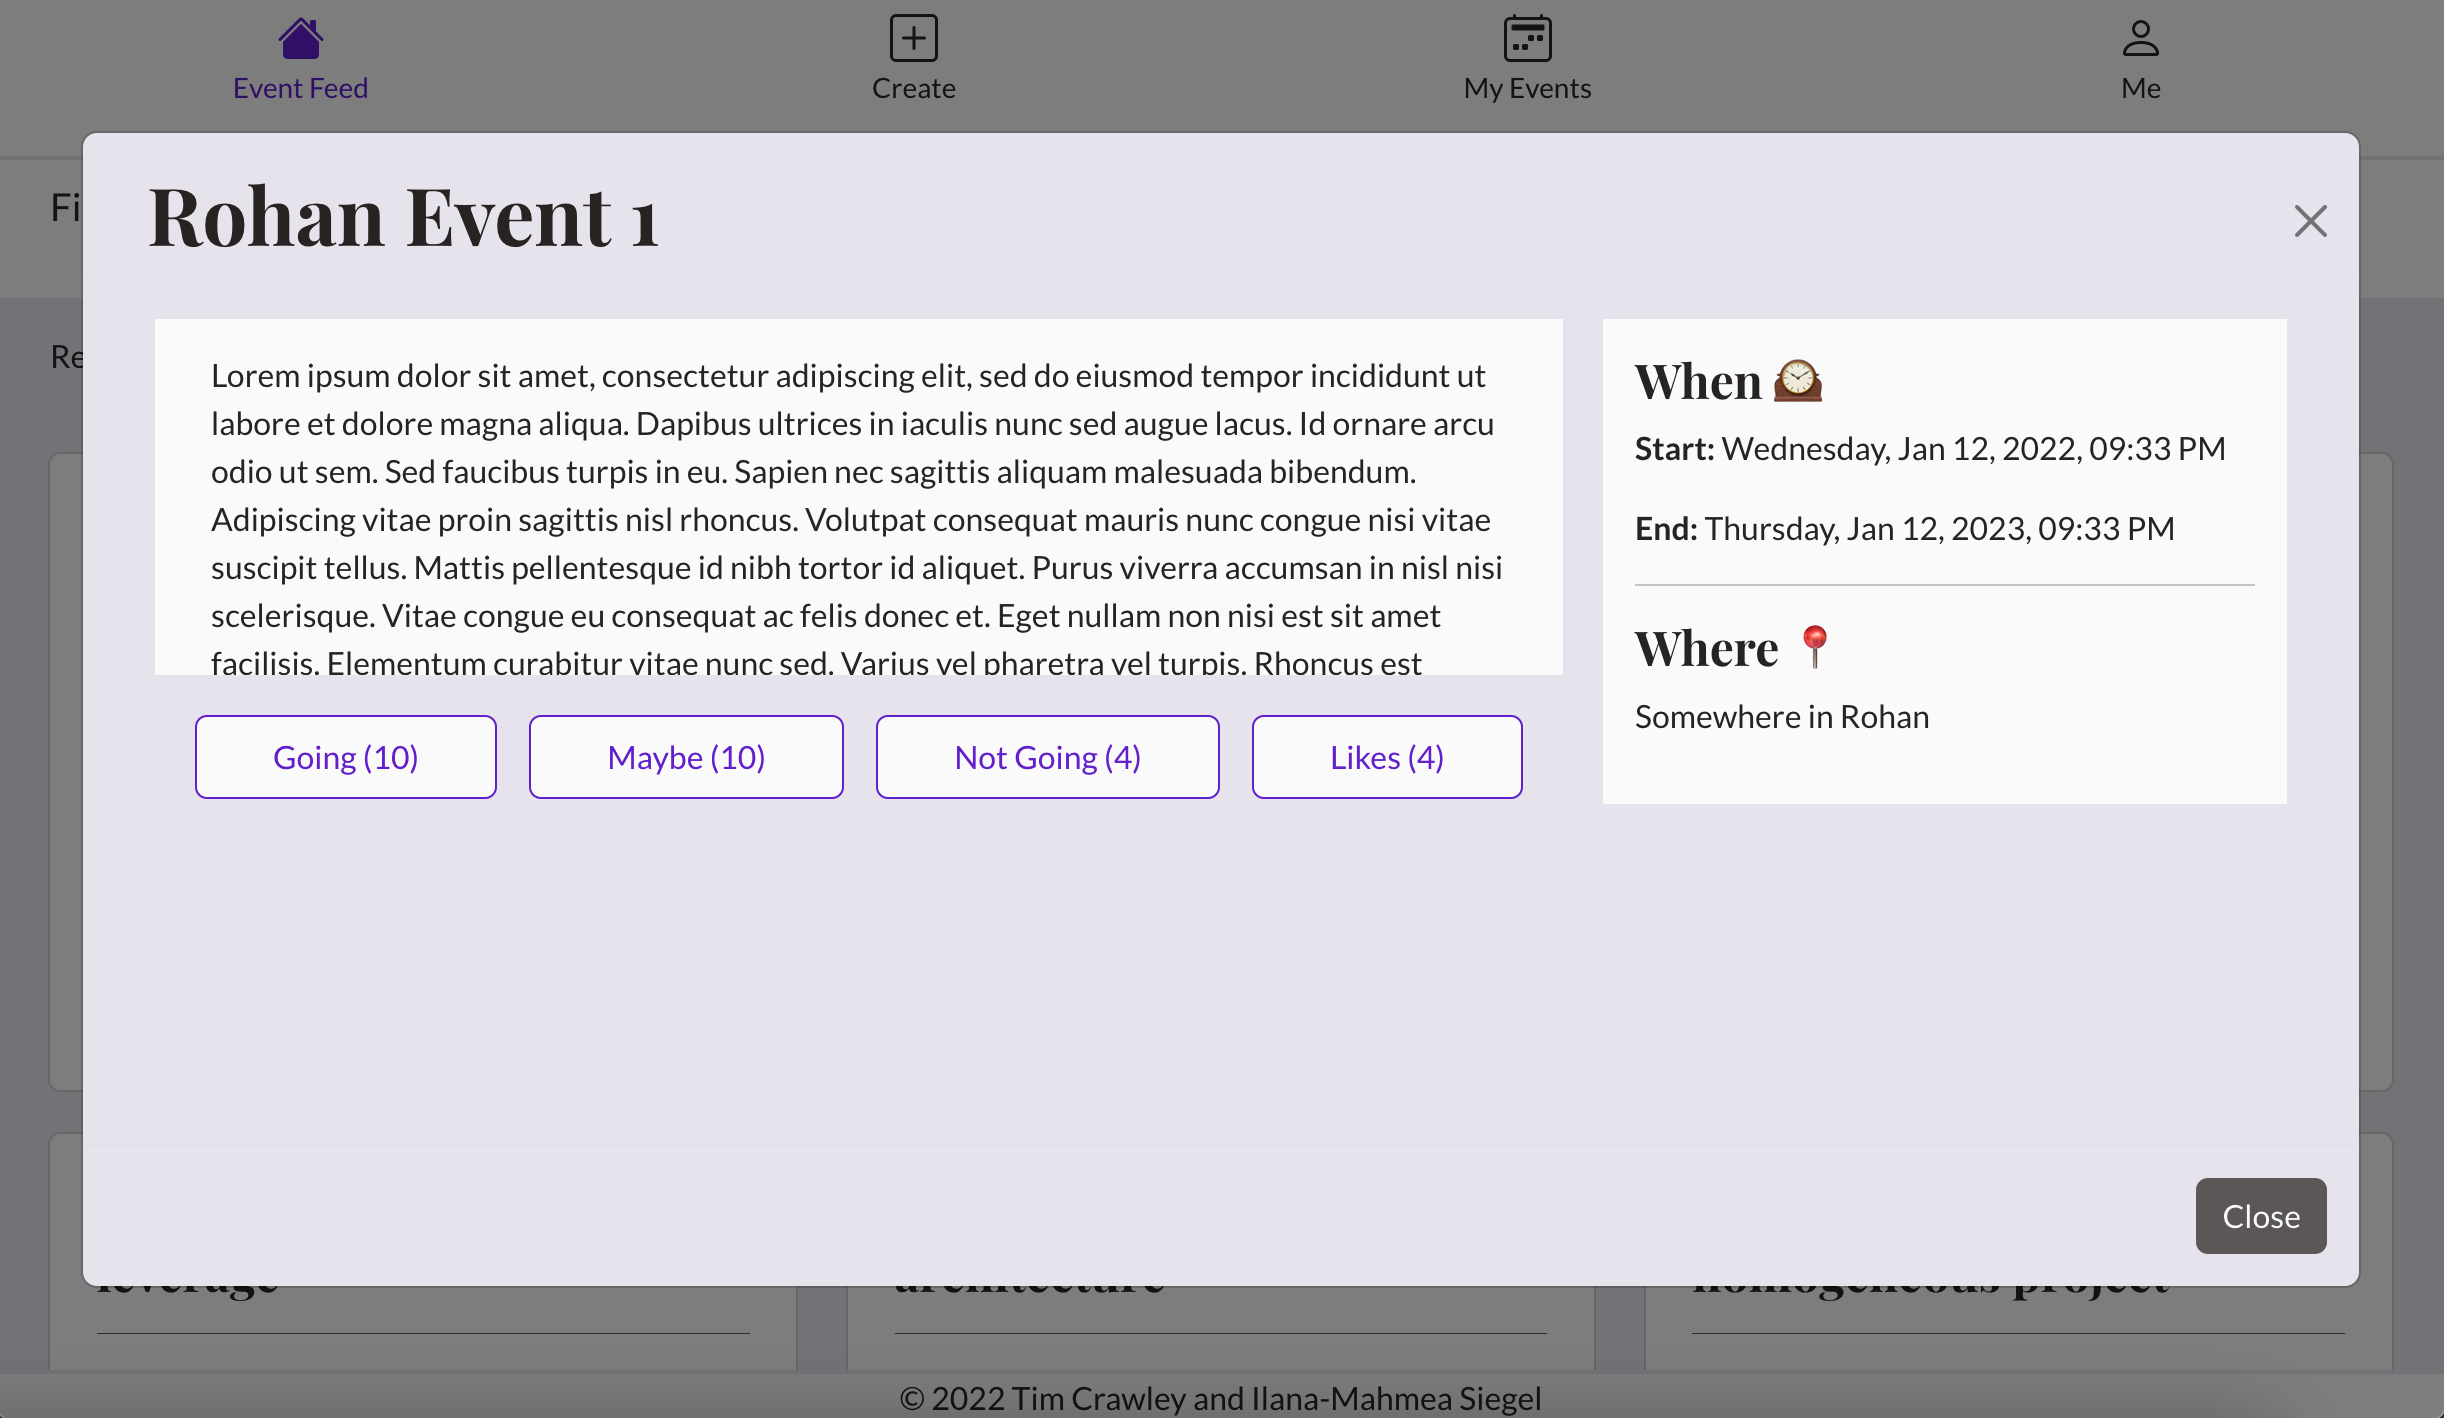 Event Feed
Create
My Events
Me
Fi
Rohan Event 1
Re
Lorem ipsum dolor sit amet, consectetur adipiscing elit, sed do eiusmod tempor incididunt ut
labore et dolore magna aliqua. Dapibus ultrices in iaculis nunc sed augue lacus. Id ornare arcu
odio ut sem. Sed faucibus turpis in eu. Sapien nec sagittis aliquam malesuada bibendum.
Adipiscing vitae proin sagittis nisl rhoncus. Volutpat consequat mauris nunc congue nisi vitae
suscipit tellus. Mattis pellentesque id nibh tortor id aliquet. Purus viverra accumsan in nisl nisi
scelerisque. Vitae congue eu consequat ac felis donec et. Eget nullam non nisi est sit amet
facilisis. Elementum curabitur vitae nunc sed. Varius vel pharetra vel turpis. Rhoncus est
Going (10)
Maybe (10)
Not Going (4)
Likes (4)
When
Start: Wednesday, Jan 12, 2022, 09:33 PM
End: Thursday, Jan 12, 2023, 09:33 PM
Where
Somewhere in Rohan
Close
leverage
architecture
homogeneous project
© 2022 Tim Crawley and Ilana-Mahmea Siegel